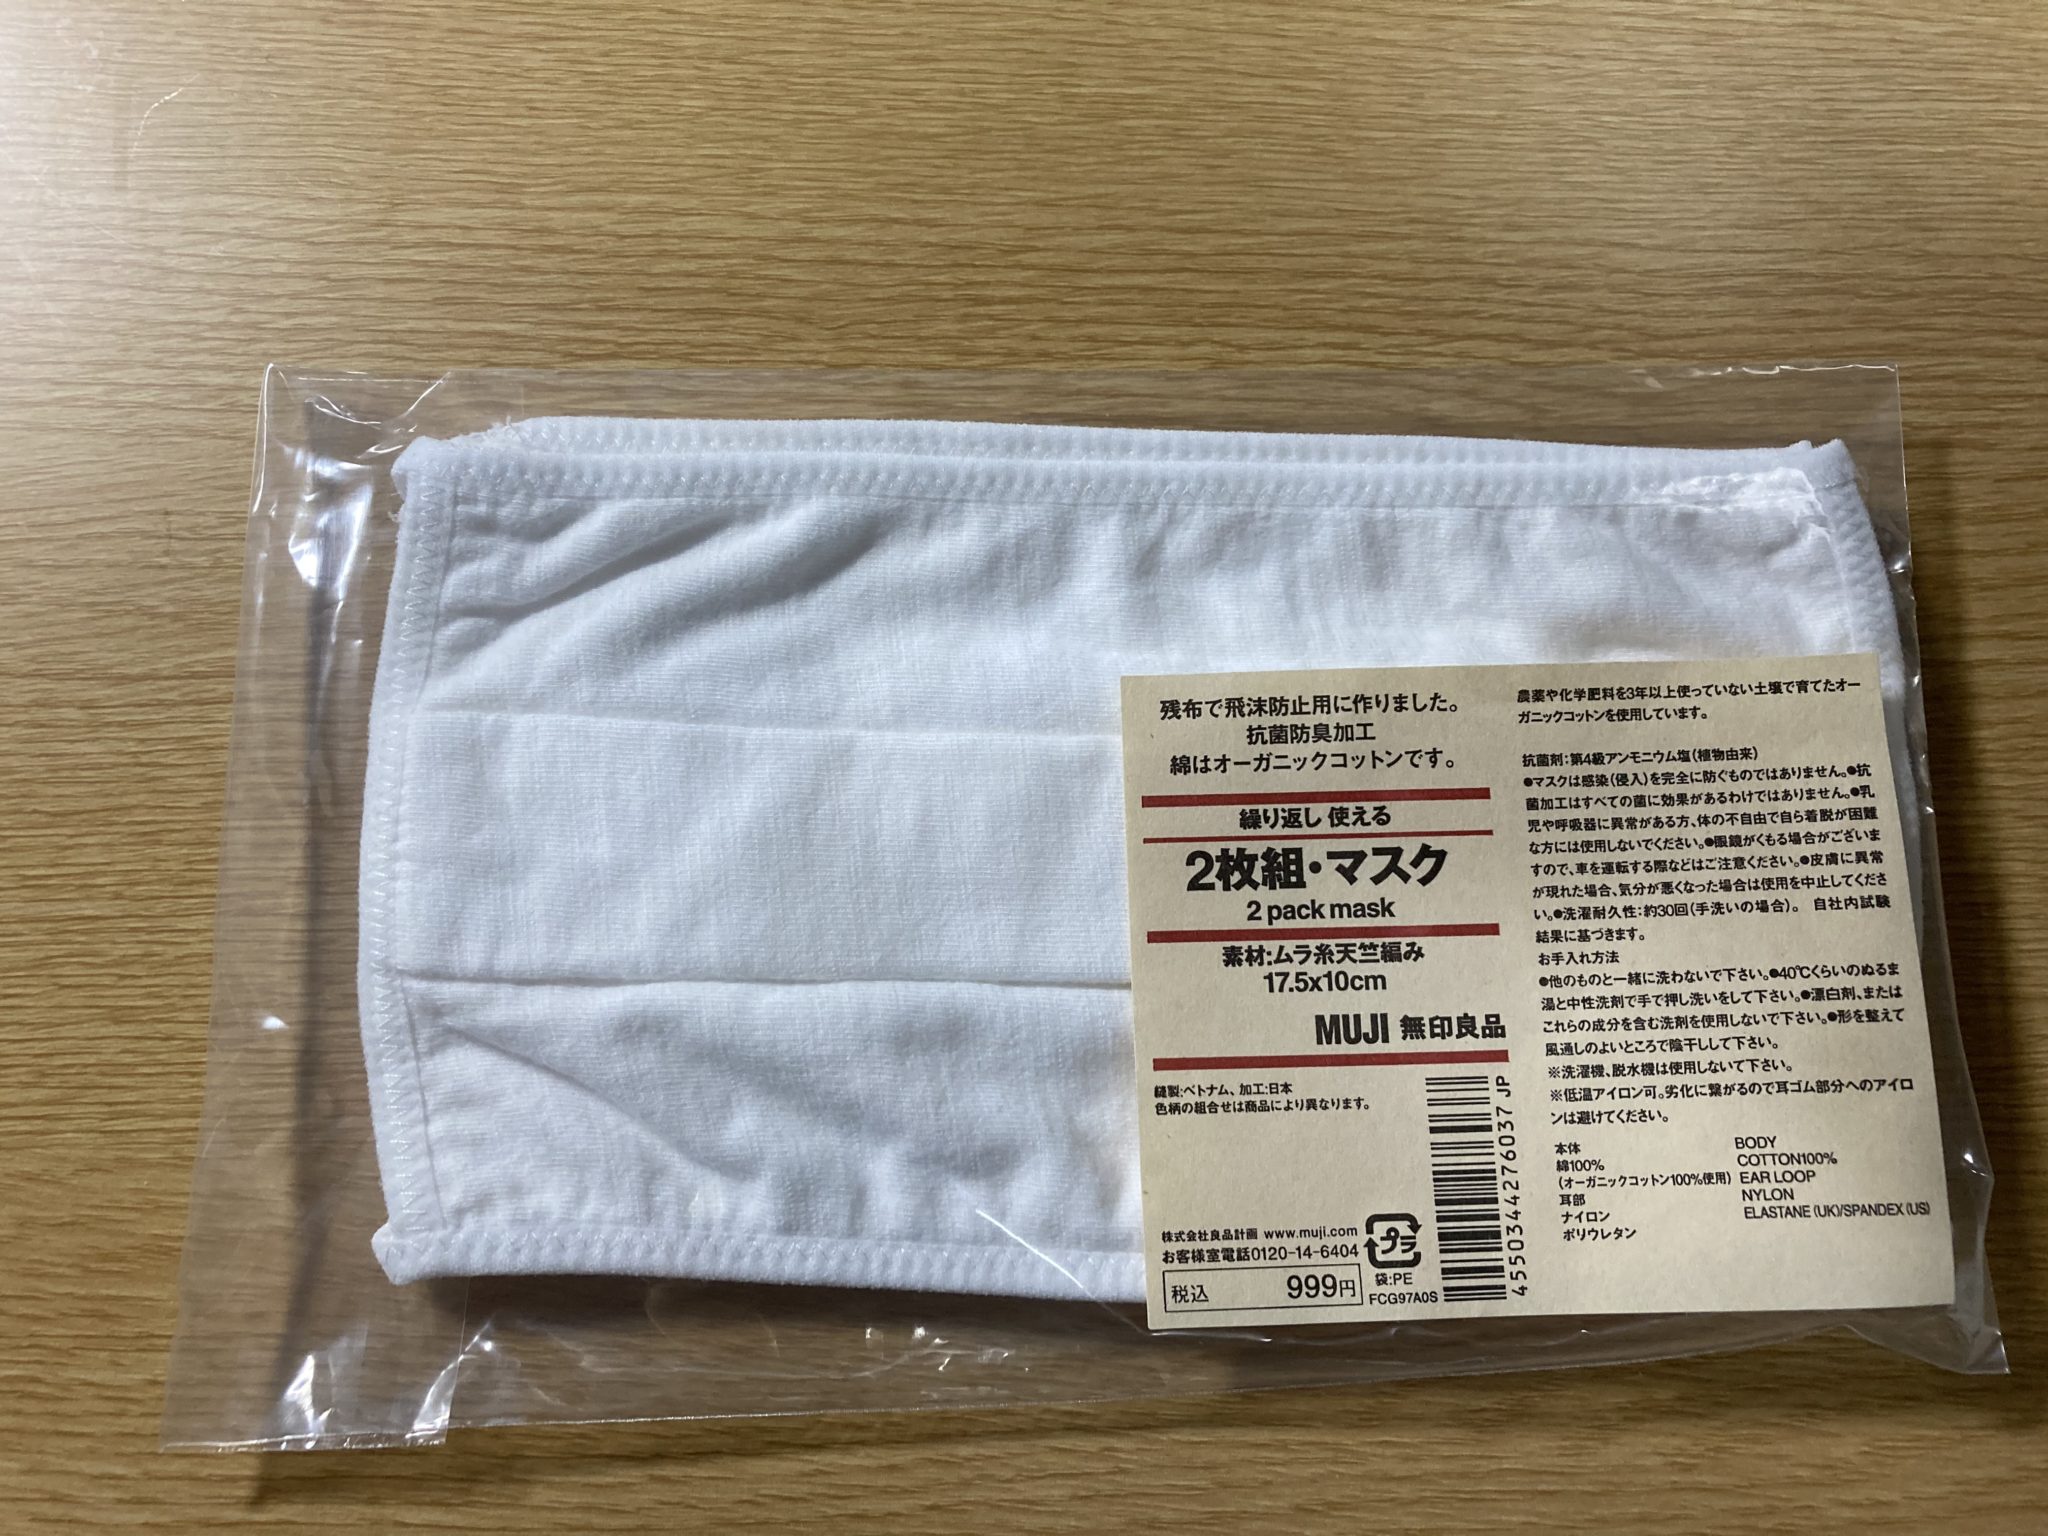 残布で飛沫防止用に作りました。
抗菌防臭加工
綿はオーガニックコットンです。
繰り返し 使える
2枚組・マスク
2 pack mask
素材:ムラ糸天竺編み
17.5x10cm
MUJI 無印良品
縫製:ベトナム、加工:日本
色柄の組合せは商品により異なります。
株式会社良品計画 www.muji.com
お客様室電話0120-14-6404
税込 999円
プラ
袋:PE
FCG97A0S
4550344276037 JP
農薬や化学肥料を3年以上使っていない土壌で育てたオー
ガニックコットンを使用しています。
抗菌剤:第4級アンモニウム塩(植物由来)
●マスクは感染(侵入)を完全に防ぐものではありません。●抗
菌加工はすべての菌に効果があるわけではありません。●乳
児や呼吸器に異常がある方、体の不自由で自ら着脱が困難
な方には使用しないでください。●眼鏡がくもる場合がございま
すので、車を運転する際などはご注意ください。●皮膚に異常
が現れた場合、気分が悪くなった場合は使用を中止してくださ
い。●洗濯耐久性:約30回(手洗いの場合)。 自社内試験
結果に基づきます。
お手入れ方法
●他のものと一緒に洗わないで下さい。●40℃くらいのぬるま
湯と中性洗剤で手で押し洗いをして下さい。●漂白剤、または
これらの成分を含む洗剤を使用しないで下さい。●形を整えて
風通しのよいところで陰干しして下さい。
※洗濯機、脱水機は使用しないて下さい。
※低温アイロン可。劣化に繋がるので耳ゴム部分へのアイロ
ンは避けてください。
本体
綿100%
(オーガニックコットン100%使用)
耳部
ナイロン
ポリウレタン
BODY
COTTON100%
EAR LOOP
NYLON
ELASTANE (UK)/SPANDEX (US)